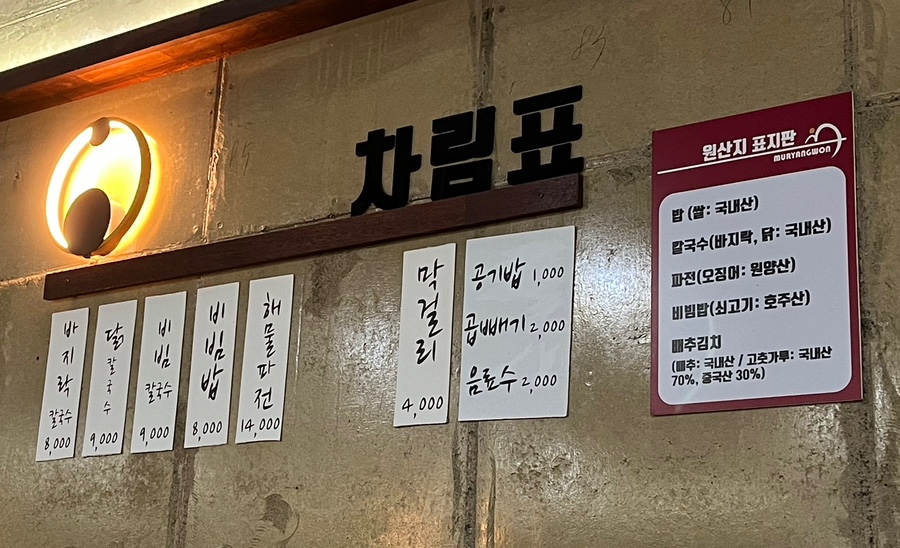 차림표
바지락
칼국수
8,000
닭
칼국수
9,000
비빔
칼국수
9,000
비빔밥
8,000
해물파전
14,000
막걸리
4,000
공기밥 1,000
곱빼기 2,000
음료수 2,000
원산지 표지판
MURYANGWON
밥 (쌀: 국내산)
칼국수(바지락, 닭: 국내산)
파전(오징어: 원양산)
비빔밥(쇠고기: 호주산)
배추김치
(배추: 국내산 / 고춧가루: 국내산
70%, 중국산 30%)